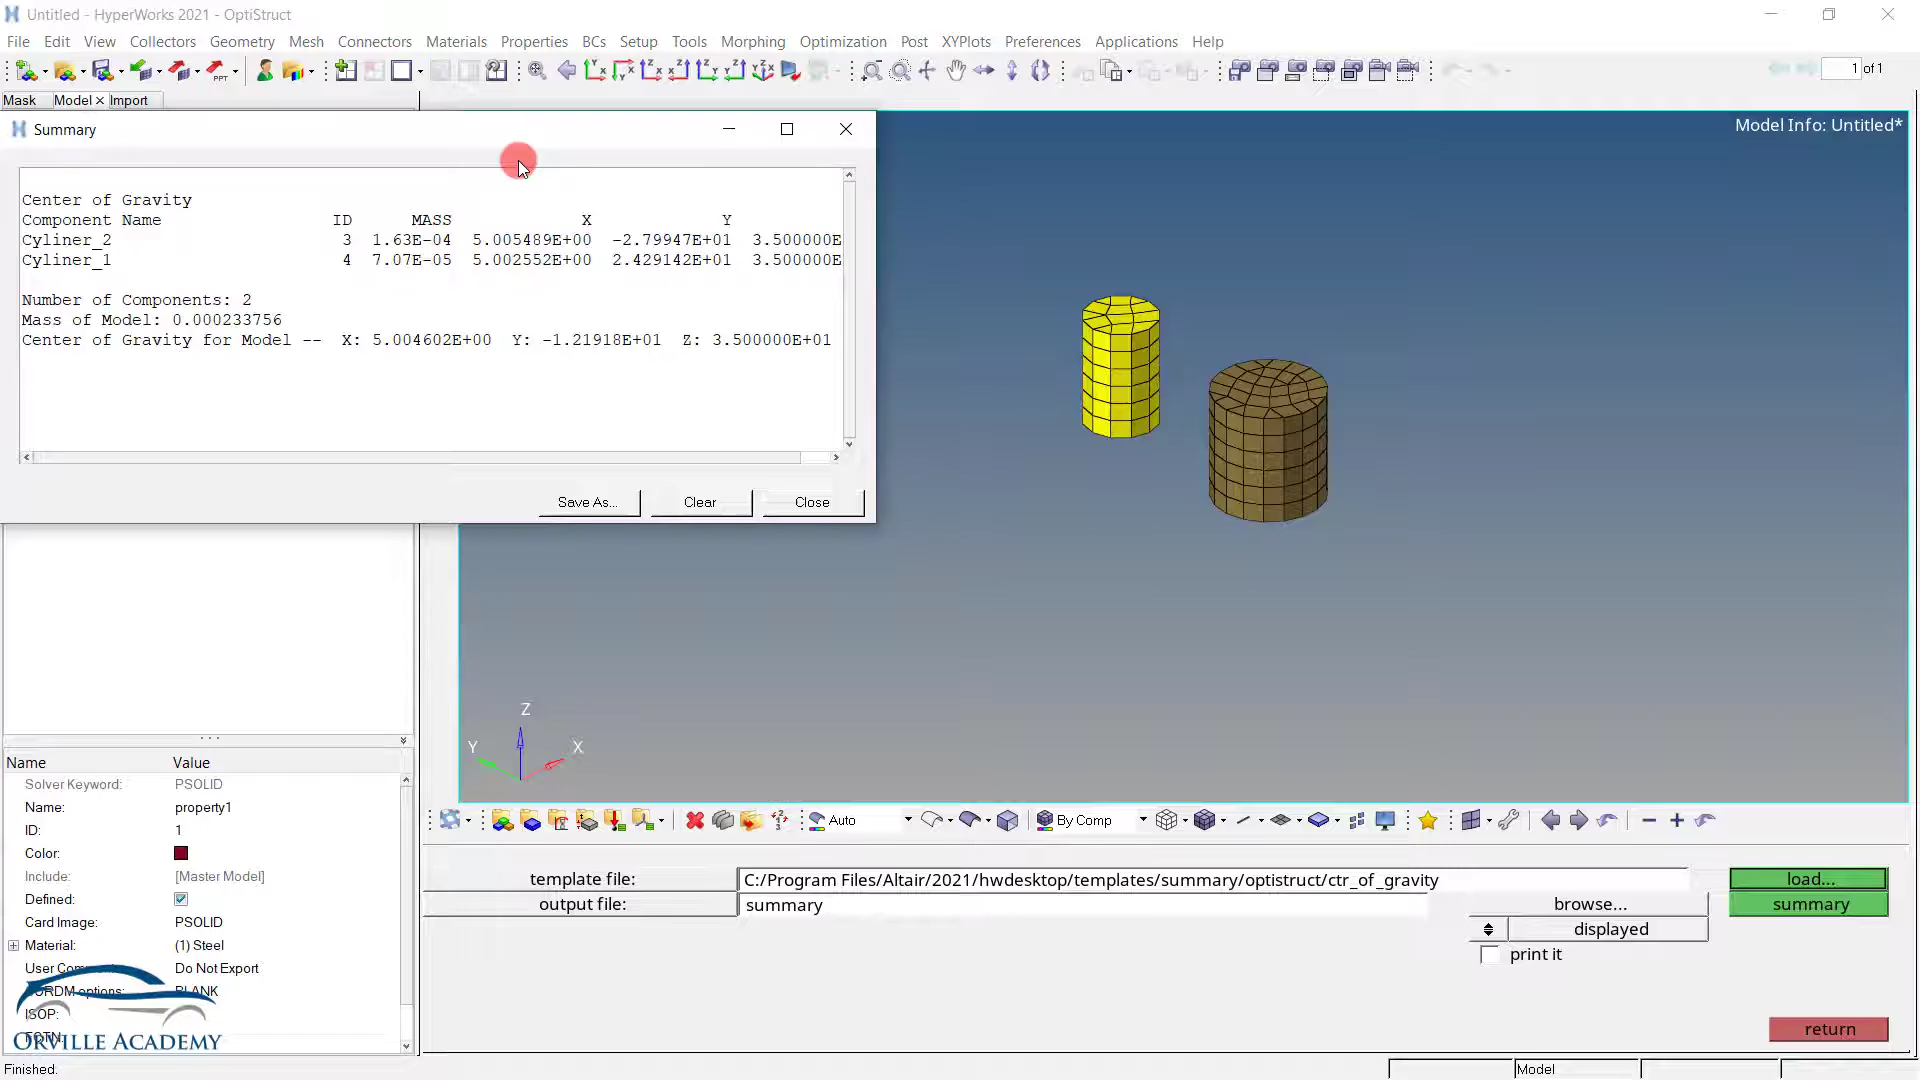 Untitled - HyperWorks 2021 - OptiStruct
File Edit View Collectors Geometry Mesh Connectors Materials Properties BCs Setup Tools Morphing Optimization Post XYPlots Preferences Applications Help
1 of 1
Mask Model Import
Summary
Model Info: Untitled*
Center of Gravity
Component Name ID MASS X Y
Cyliner_2 3 1.63E-04 5.005489E+00 -2.79947E+01 3.500000E
Cyliner_1 4 7.07E-05 5.002552E+00 2.429142E+01 3.500000E
Number of Components: 2
Mass of Model: 0.000233756
Center of Gravity for Model -- X: 5.004602E+00 Y: -1.21918E+01 Z: 3.500000E+01
Save As... Clear Close
Z
Y X
Name Value
Solver Keyword: PSOLID
Name: property1
ID: 1
Color:
Include: [Master Model]
Defined:
Card Image: PSOLID
Material: (1) Steel
Do Not Export
BLANK
ISOP:
ORVILLE ACADEMY
Auto By Comp
template file: C:/Program Files/Altair/2021/hwdesktop/templates/summary/optistruct/ctr_of_gravity load...
output file: summary browse... summary
displayed
print it
return
Finished. Model